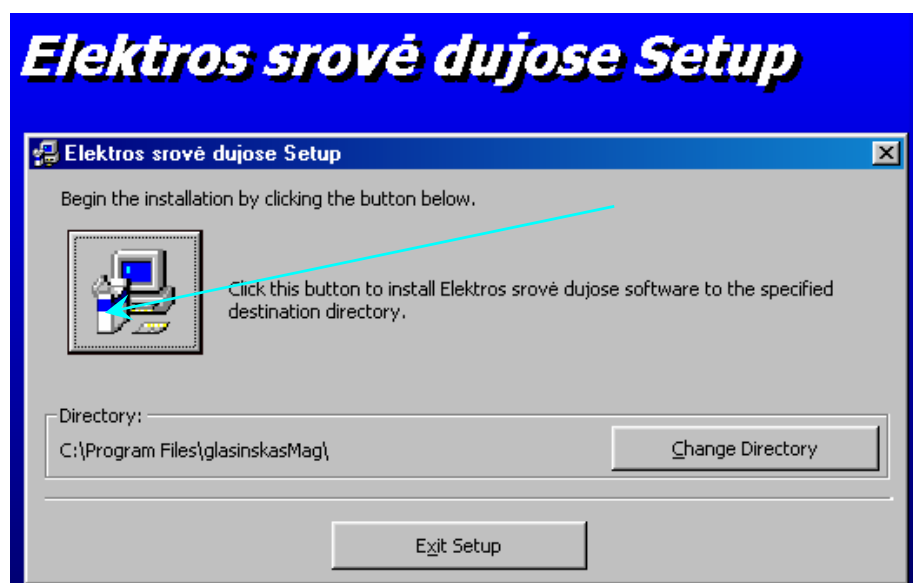 Elektros srovė dujose Setup
Elektros srovė dujose Setup
Begin the installation by clicking the button below.
Click this button to install Elektros srovė dujose software to the specified
destination directory.
Directory:
C:\Program Files\glasinskasMag\
Change Directory
Exit Setup